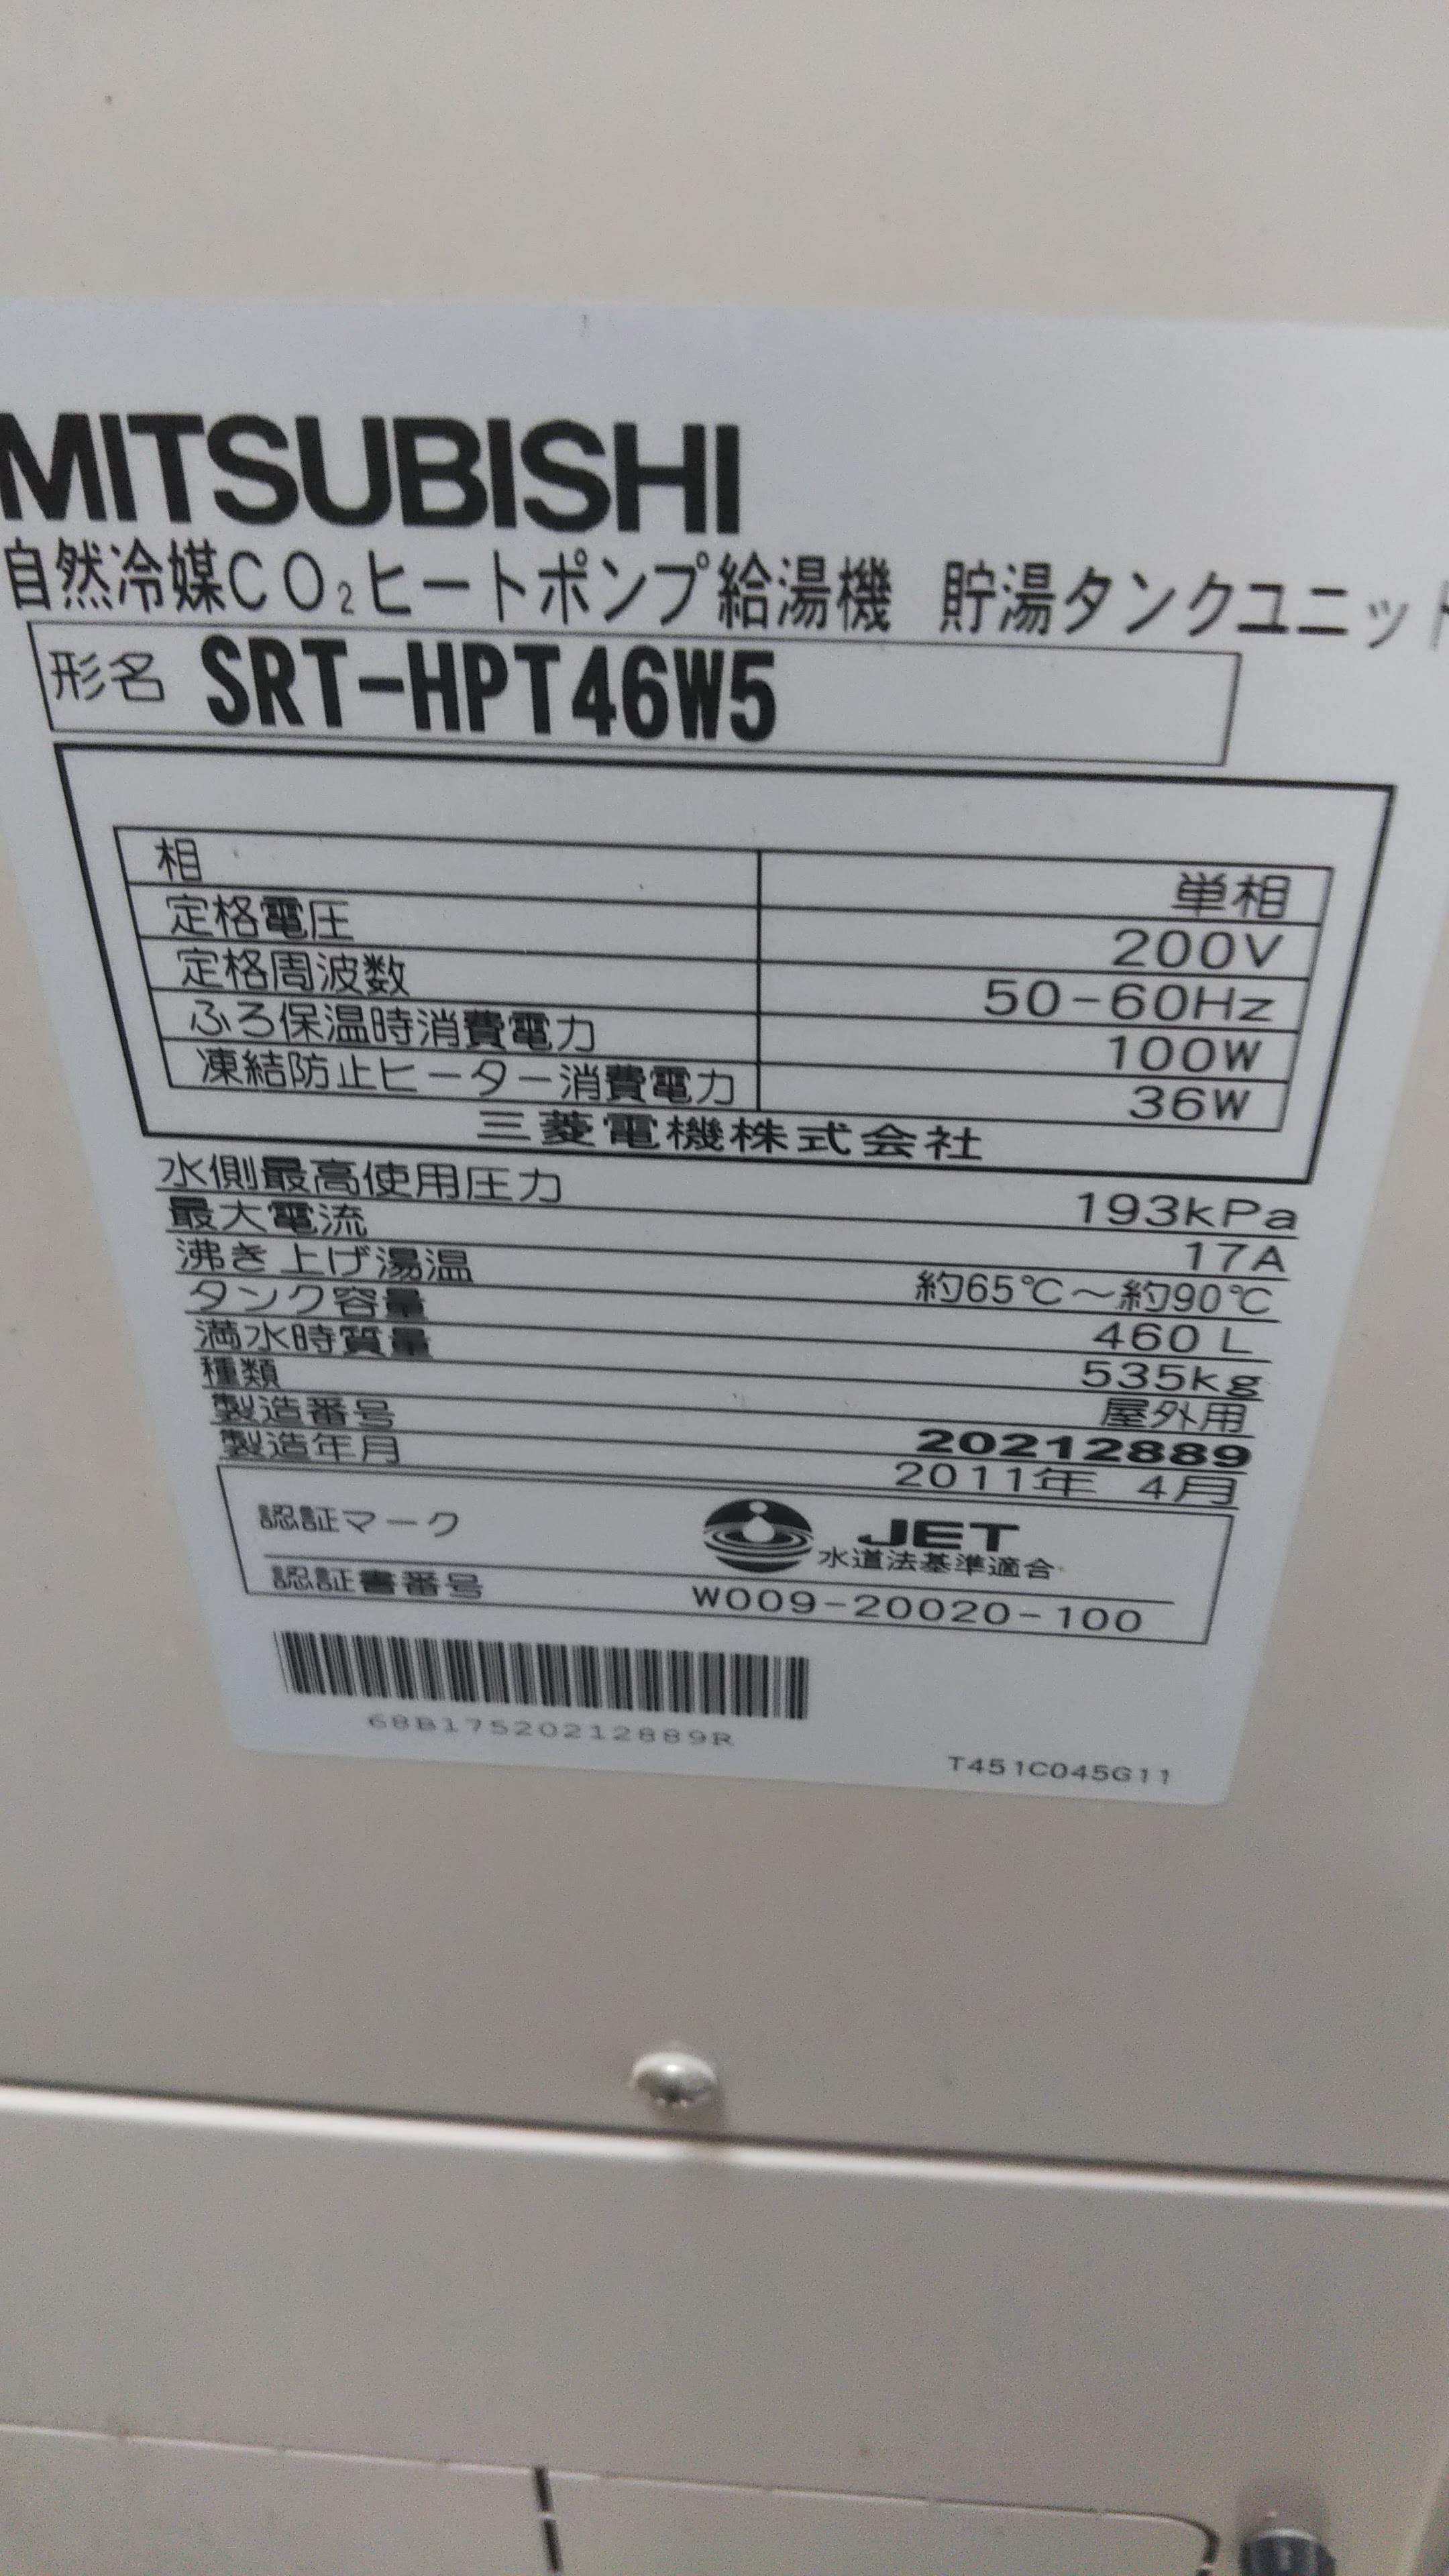 MITSUBISHI
自然冷媒CO₂ヒートポンプ給湯機 貯湯タンクユニット
形名 SRT-HPT46W5
相 単相
定格電圧 200V
定格周波数 50-60Hz
ふろ保温時消費電力 100W
凍結防止ヒーター消費電力 36W
三菱電機株式会社
水側最高使用圧力 193kPa
最大電流 17A
沸き上げ湯温 約65℃～約90℃
タンク容量 460L
満水時質量 535kg
種類 屋外用
製造番号 20212889
製造年月 2011年 4月
認証マーク JET
水道法基準適合
認証書番号 W009-20020-100
68B17520212889R
T451C045G11